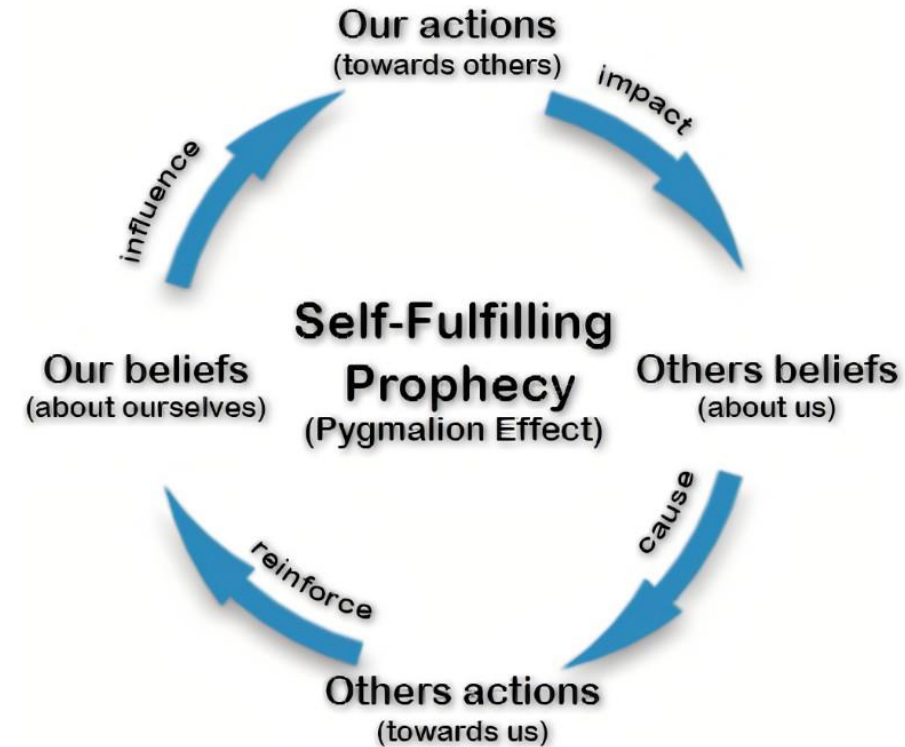 Our actions
(towards others)
impact
influence
Self-Fulfilling
Prophecy
(Pygmalion Effect)
Our beliefs
(about ourselves)
Others beliefs
(about us)
cause
reinforce
Others actions
(towards us)